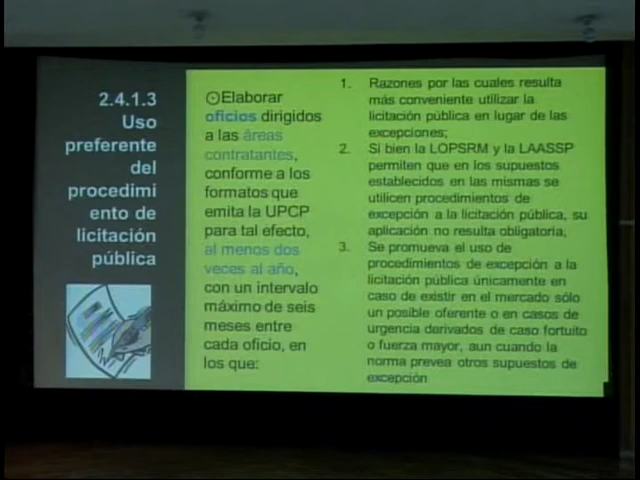 2.4.1.3
Uso
preferente
del
procedimi
ento de
licitación
pública
⊙Elaborar
oficios dirigidos
a las áreas
contratantes,
conforme a los
formatos que
emita la UPCP
para tal efecto,
al menos dos
veces al año,
con un intervalo
máximo de seis
meses entre
cada oficio, en
los que:
1. Razones por las cuales resulta
más conveniente utilizar la
licitación pública en lugar de las
excepciones;
2. Si bien la LOPSRM y la LAASSP
permiten que en los supuestos
establecidos en las mismas se
utilicen procedimientos de
excepción a la licitación pública, su
aplicación no resulta obligatoria,
3. Se promueva el uso de
procedimientos de excepción a la
licitación pública únicamente en
caso de existir en el mercado sólo
un posible oferente o en casos de
urgencia derivados de caso fortuito
o fuerza mayor, aun cuando la
norma prevea otros supuestos de
excepción